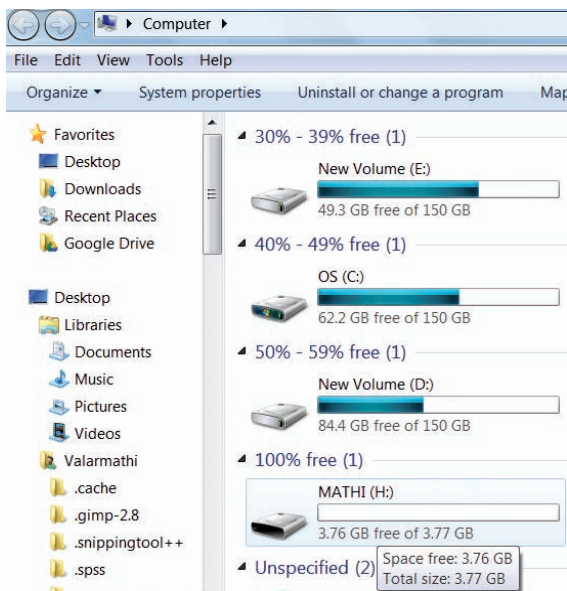 Computer
File Edit View Tools Help
Organize System properties Uninstall or change a program Map
Favorites
Desktop
Downloads
Recent Places
Google Drive
Desktop
Libraries
Documents
Music
Pictures
Videos
Valarmathi
.cache
.gimp-2.8
.snippingtool++
.spss
30% - 39% free (1)
New Volume (E:)
49.3 GB free of 150 GB
40% - 49% free (1)
OS (C:)
62.2 GB free of 150 GB
50% - 59% free (1)
New Volume (D:)
84.4 GB free of 150 GB
100% free (1)
MATHI (H:)
3.76 GB free of 3.77 GB
Unspecified (2)
Space free: 3.76 GB
Total size: 3.77 GB